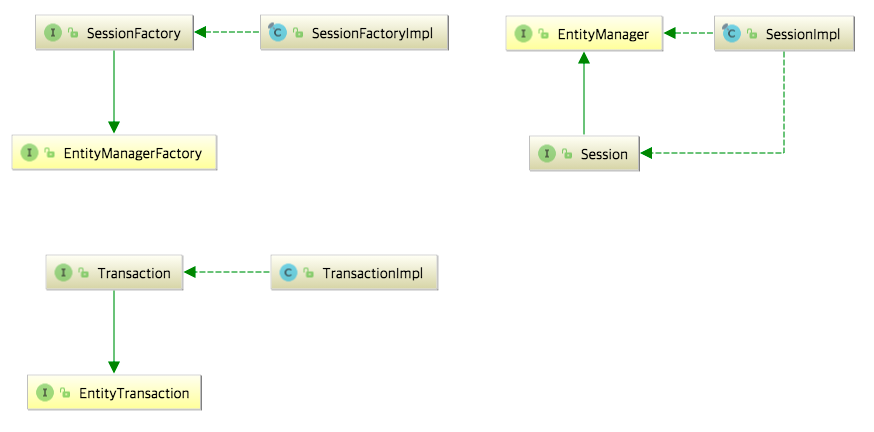 I SessionFactory
C SessionFactoryImpl
I EntityManager
C SessionImpl
I EntityManagerFactory
I Session
I Transaction
C TransactionImpl
I EntityTransaction